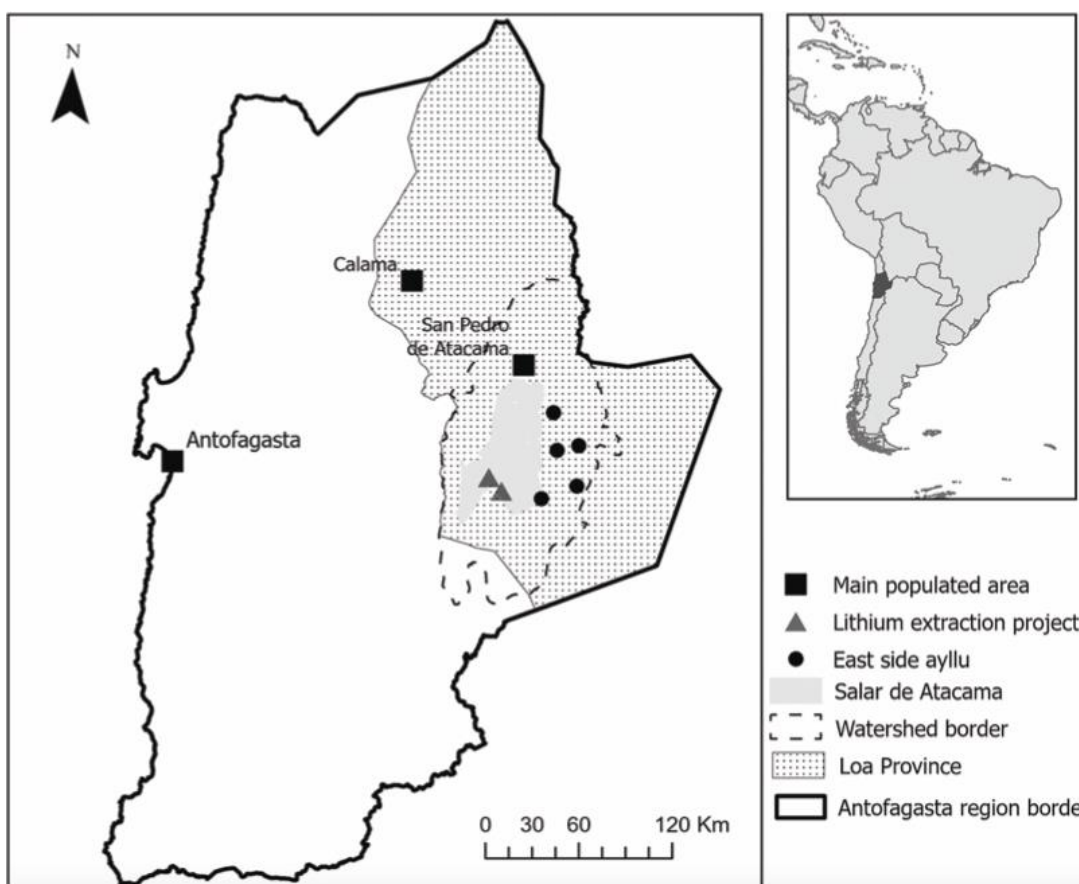 N
Calama
San Pedro
de Atacama
Antofagasta
0 30 60 120 Km
Main populated area
Lithium extraction project
East side ayllu
Salar de Atacama
Watershed border
Loa Province
Antofagasta region border